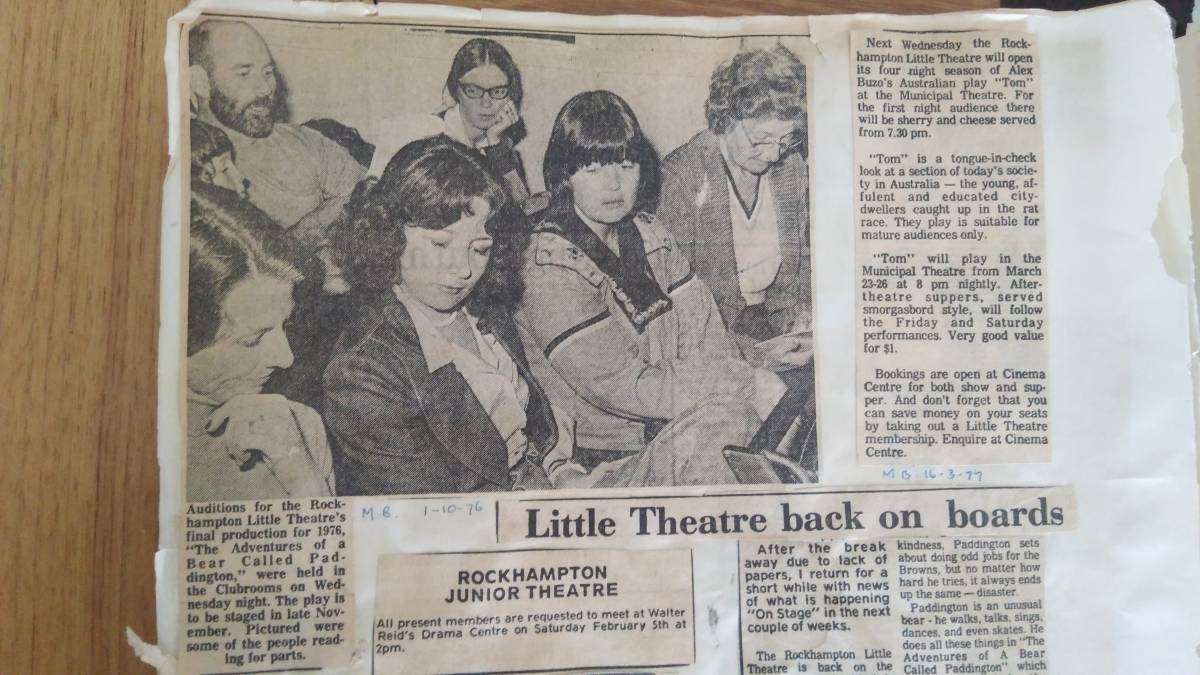 Next Wednesday the Rock-
hampton Little Theatre will open
its four night season of Alex
Buzo's Australian play "Tom"
at the Municipal Theatre. For
the first night audience there
will be sherry and cheese served
from 7.30 pm.
"Tom" is a tongue-in-check
look at a section of today's socie-
ty in Australia — the young, af-
fulent and educated city-
dwellers caught up in the rat
race. They play is suitable for
mature audiences only.
"Tom" will play in the
Municipal Theatre from March
23-26 at 8 pm nightly. After-
theatre suppers, served
smorgasbord style, will follow
the Friday and Saturday
performances. Very good value
for $1.
Bookings are open at Cinema
Centre for both show and sup-
per. And don't forget that you
can save money on your seats
by taking out a Little Theatre
membership. Enquire at Cinema
Centre.
MB 16-3-77
Auditions for the Rock-
hampton Little Theatre's
final production for 1976,
"The Adventures of a
Bear Called Pad-
dington," were held in
the Clubrooms on Wed-
nesday night. The play is
to be staged in late Nov-
ember. Pictured were
some of the people read-
ing for parts.
M.B. 1-10-76
Little Theatre back on boards
ROCKHAMPTON
JUNIOR THEATRE
All present members are requested to meet at Walter
Reid's Drama Centre on Saturday February 5th at
2pm.
After the break
away due to lack of
papers, I return for a
short while with news
of what is happening
"On Stage" in the next
couple of weeks.
The Rockhampton Little
Theatre is back on the
kindness, Paddington sets
about doing odd jobs for the
Browns, but no matter how
hard he tries, it always ends
up the same — disaster.
Paddington is an unusual
bear - he walks, talks, sings,
dances, and even skates. He
does all these things in "The
Adventures of A Bear
Called Paddington" which